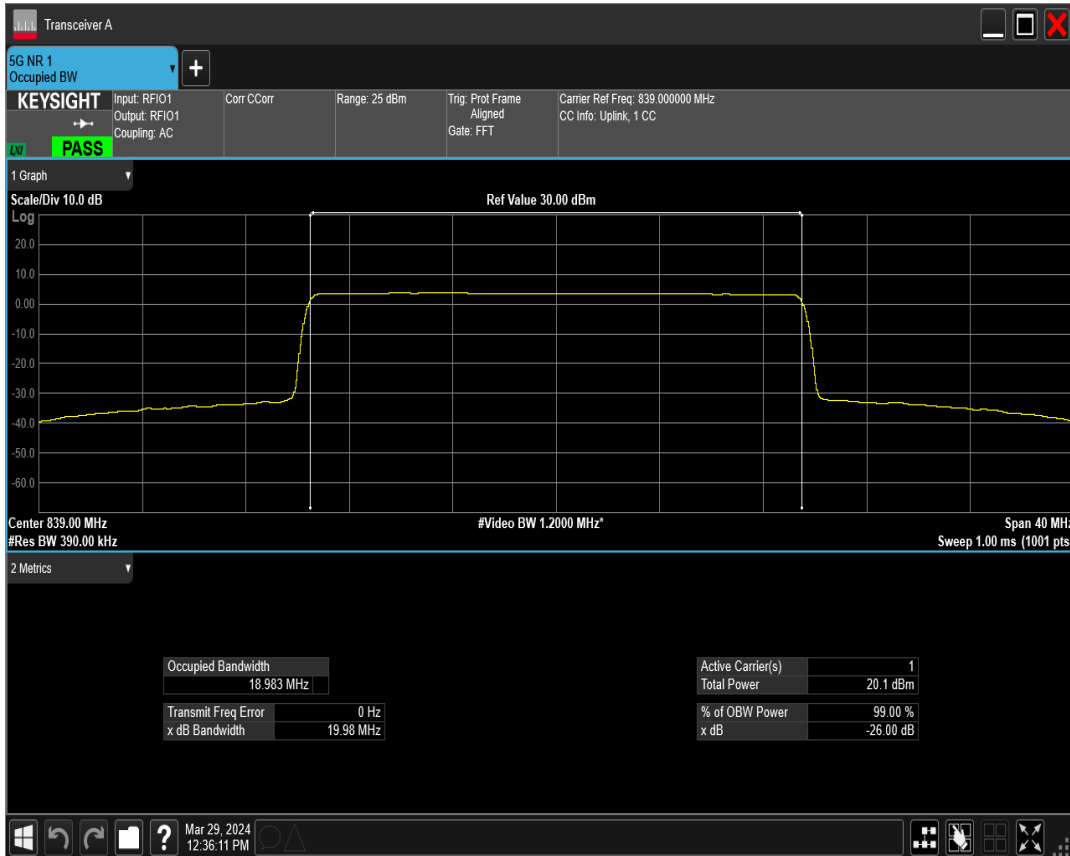 Transceiver A
5G NR 1
Occupied BW
KEYSIGHT
LXI
PASS
Input: RFIO1
Output: RFIO1
Coupling: AC
Corr CCorr
Range: 25 dBm
Trig: Prot Frame
Aligned
Gate: FFT
Carrier Ref Freq: 839.000000 MHz
CC Info: Uplink, 1 CC
1 Graph
Scale/Div 10.0 dB
Ref Value 30.00 dBm
Log
20.0
10.0
0.00
-10.0
-20.0
-30.0
-40.0
-50.0
-60.0
Center 839.00 MHz
#Video BW 1.2000 MHz*
Span 40 MHz
#Res BW 390.00 kHz
Sweep 1.00 ms (1001 pts
2 Metrics
Occupied Bandwidth
18.983 MHz
Transmit Freq Error 0 Hz
x dB Bandwidth 19.98 MHz
Active Carrier(s) 1
Total Power 20.1 dBm
% of OBW Power 99.00 %
x dB -26.00 dB
Mar 29, 2024
12:36:11 PM